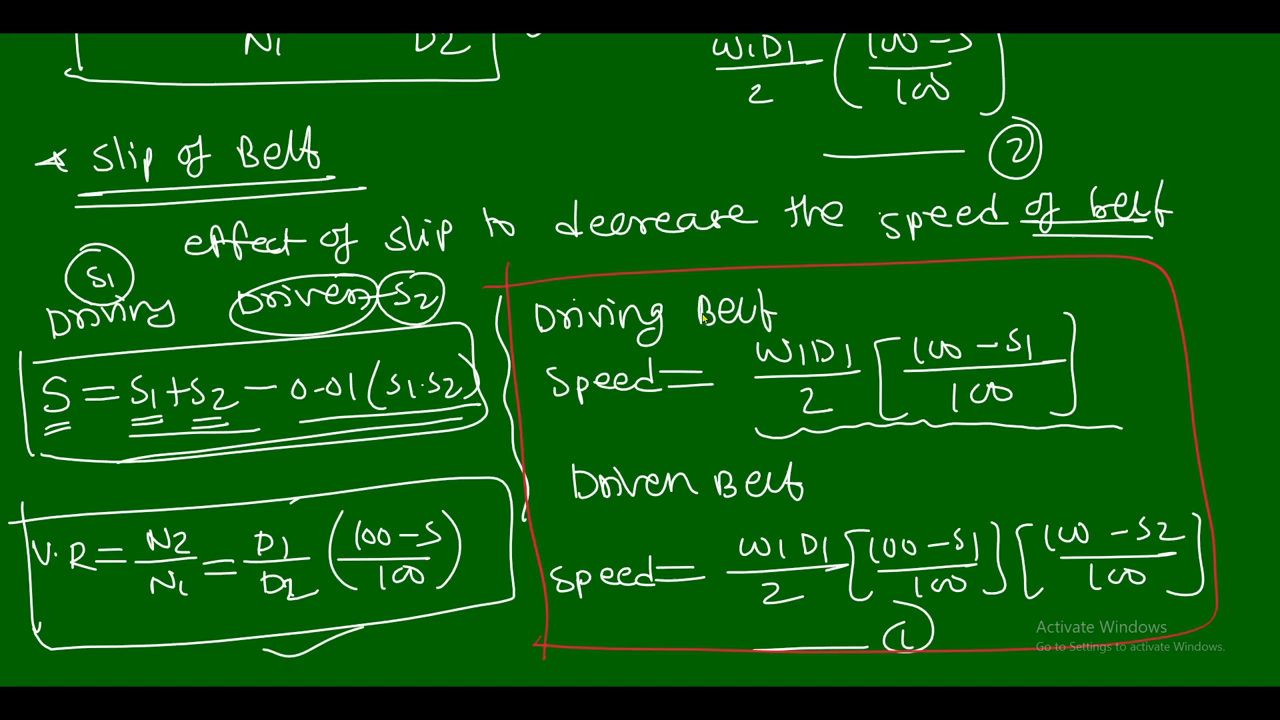 N1 D2
W1D1/2 (100-S/100)
2
* Slip of Belt
effect of slip to decrease the speed of belt
S1
Driving Driven-S2
S = S1+S2 - 0.01(S1.S2)
V.R = N2/N1 = D1/D2 (100-S/100)
Driving Belt
Speed = W1D1/2 [100-S1/100]
Driven Belt
Speed = W1D1/2 [100-S1/100] [100-S2/100]
1
Activate Windows
Go to Settings to activate Windows.